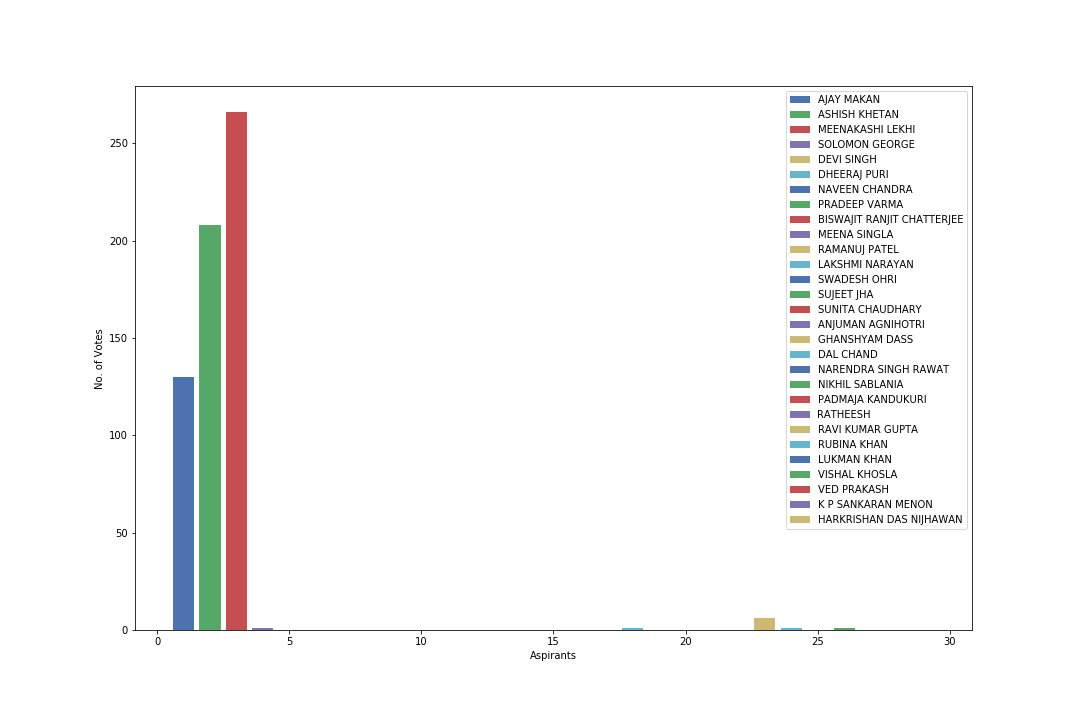 AJAY MAKAN
ASHISH KHETAN
MEENAKASHI LEKHI
SOLOMON GEORGE
DEVI SINGH
DHEERAJ PURI
NAVEEN CHANDRA
PRADEEP VARMA
BISWAJIT RANJIT CHATTERJEE
MEENA SINGLA
RAMANUJ PATEL
LAKSHMI NARAYAN
SWADESH OHRI
SUJEET JHA
SUNITA CHAUDHARY
ANJUMAN AGNIHOTRI
GHANSHYAM DASS
DAL CHAND
NARENDRA SINGH RAWAT
NIKHIL SABLANIA
PADMAJA KANDUKURI
RATHEESH
RAVI KUMAR GUPTA
RUBINA KHAN
LUKMAN KHAN
VISHAL KHOSLA
VED PRAKASH
K P SANKARAN MENON
HARKRISHAN DAS NIJHAWAN
No. of Votes
250
200
150
100
50
0
0 5 10 15 20 25 30
Aspirants